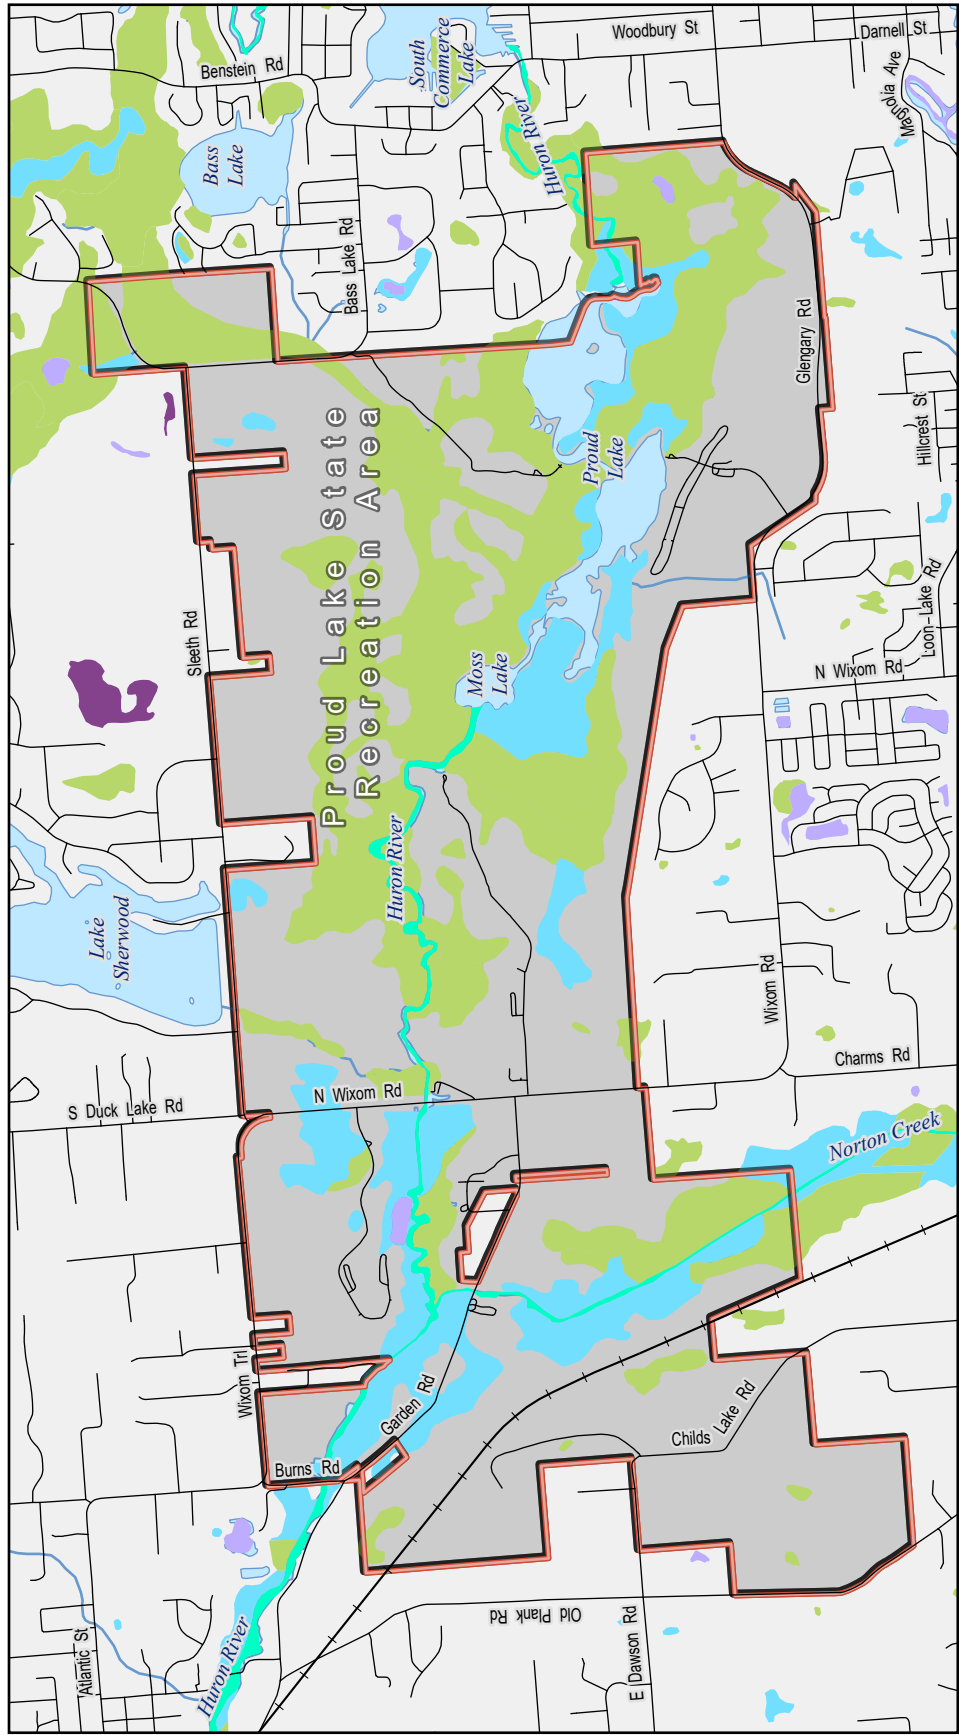 Woodbury St
Darnell St
South
Commerce
Lake
Benstein Rd
Magnolia Ave
Huron River
Bass
Lake
Bass Lake Rd
Glengary Rd
Proud Lake State
Recreation Area
Hillcrest St
Proud
Lake
Loon-Lake Rd
Sleeth Rd
N Wixom Rd
Moss
Lake
Huron River
Lake
Sherwood
Wixom Rd
Charms Rd
N Wixom Rd
S Duck Lake Rd
Norton Creek
Wixom Trl
Garden Rd
Childs Lake Rd
Burns Rd
Old Plank Rd
E Dawson Rd
Atlantic St
Huron River